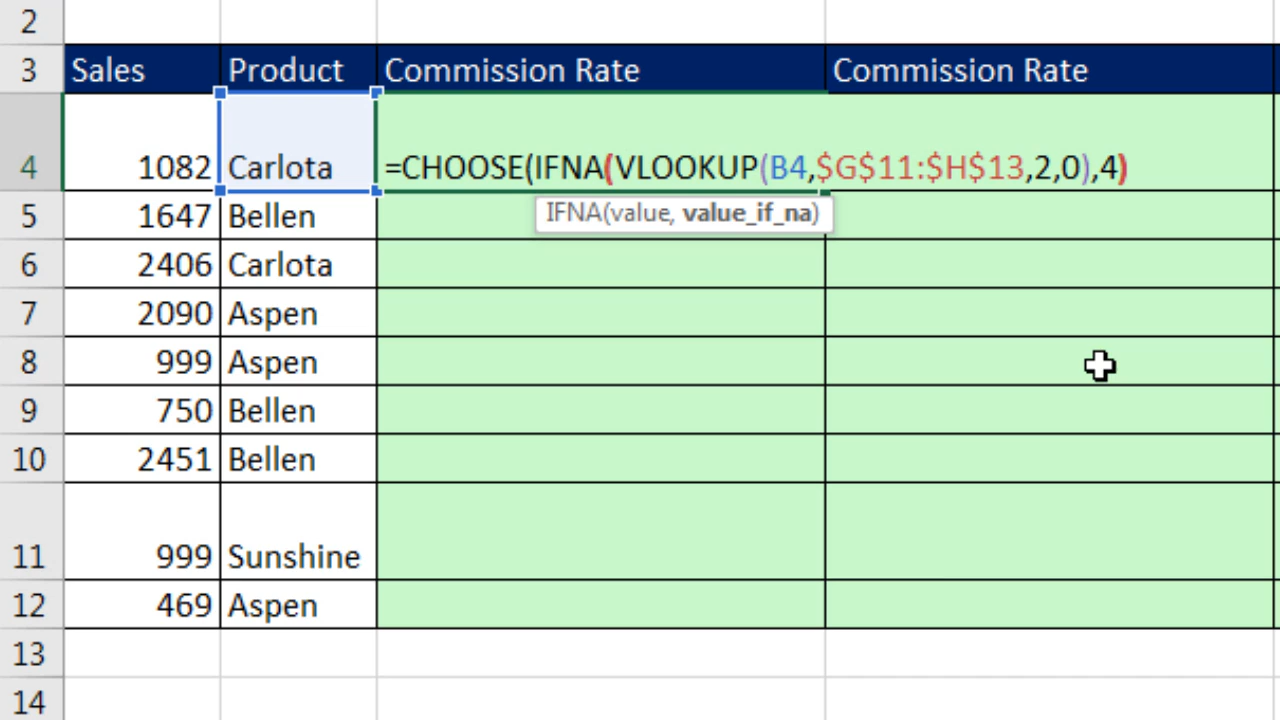 2
3 Sales Product Commission Rate Commission Rate
4 1082 Carlota =CHOOSE(IFNA(VLOOKUP(B4,$G$11:$H$13,2,0),4)
5 1647 Bellen IFNA(value, value_if_na)
6 2406 Carlota
7 2090 Aspen
8 999 Aspen
9 750 Bellen
10 2451 Bellen
11 999 Sunshine
12 469 Aspen
13
14